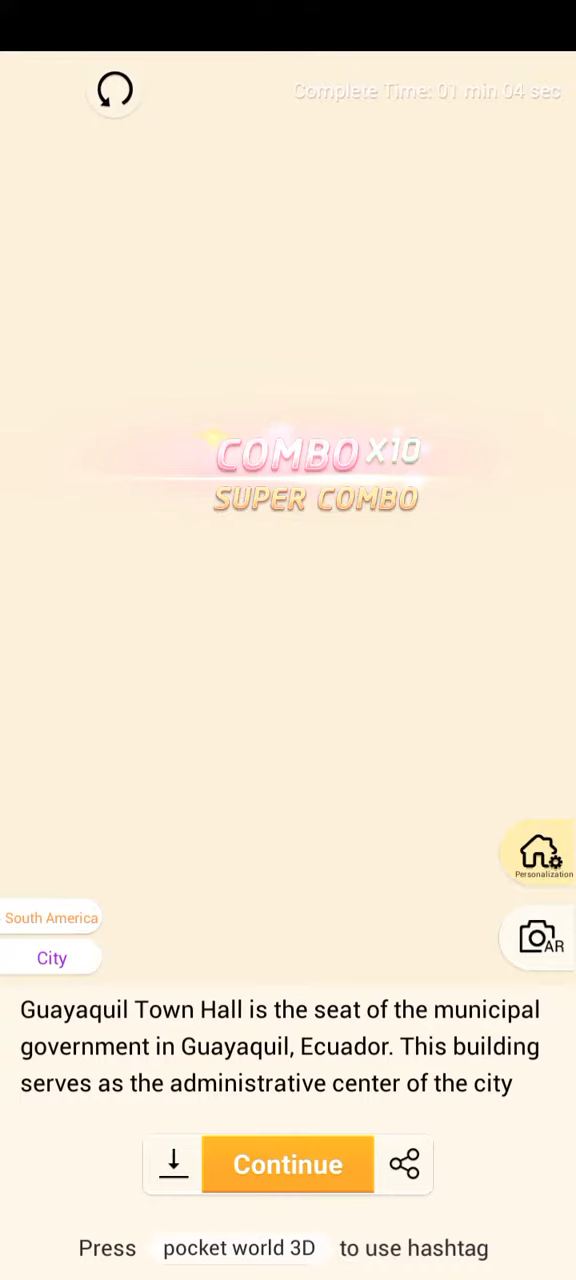 Complete Time: 01 min 04 sec
COMBO X10
SUPER COMBO
Personalization
South America
AR
City
Guayaquil Town Hall is the seat of the municipal
government in Guayaquil, Ecuador. This building
serves as the administrative center of the city
Continue
Press pocket world 3D to use hashtag